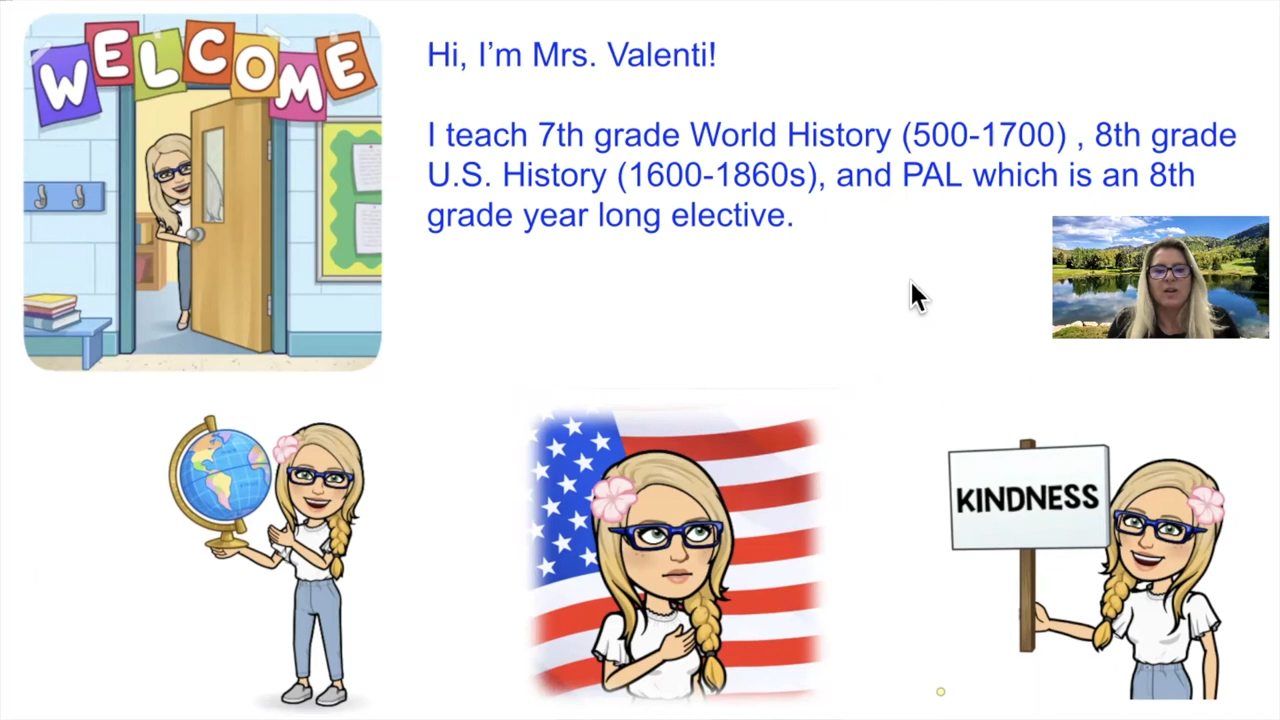 WELCOME
Hi, I’m Mrs. Valenti!
I teach 7th grade World History (500-1700) , 8th grade
U.S. History (1600-1860s), and PAL which is an 8th
grade year long elective.
KINDNESS